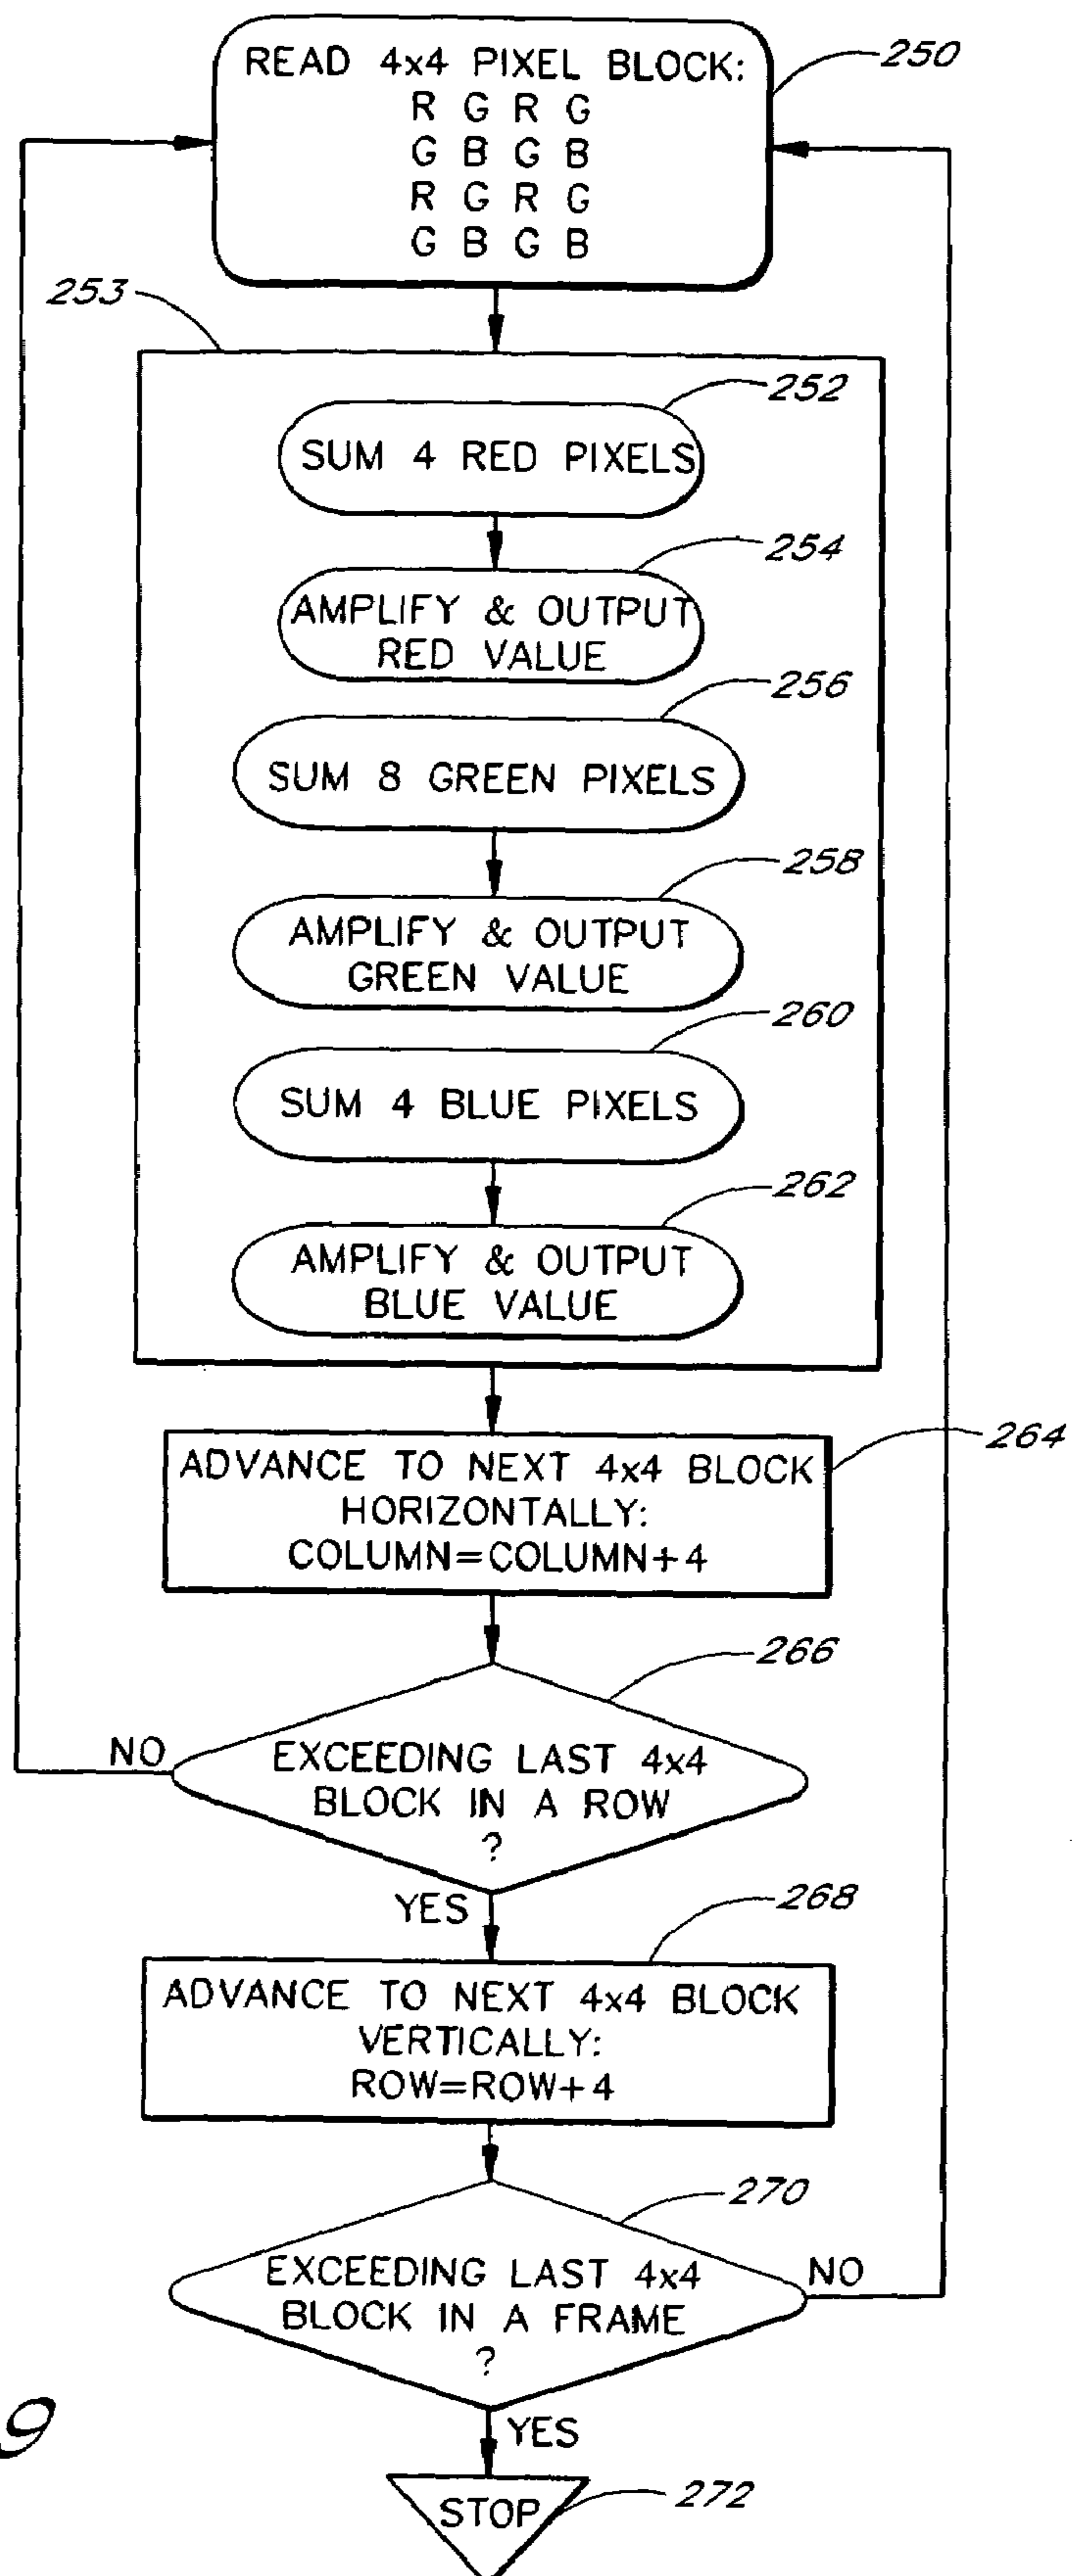 READ 4x4 PIXEL BLOCK:
R G R G
G B G B
R G R G
G B G B
250
253
252
SUM 4 RED PIXELS
254
AMPLIFY & OUTPUT
RED VALUE
256
SUM 8 GREEN PIXELS
258
AMPLIFY & OUTPUT
GREEN VALUE
260
SUM 4 BLUE PIXELS
262
AMPLIFY & OUTPUT
BLUE VALUE
264
ADVANCE TO NEXT 4x4 BLOCK
HORIZONTALLY:
COLUMN=COLUMN+4
266
NO
EXCEEDING LAST 4x4
BLOCK IN A ROW
?
YES
268
ADVANCE TO NEXT 4x4 BLOCK
VERTICALLY:
ROW=ROW+4
270
EXCEEDING LAST 4x4
BLOCK IN A FRAME
?
NO
9
YES
STOP
272